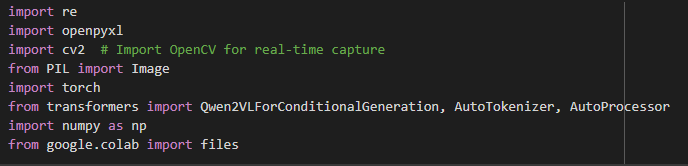 import re
import openpyxl
import cv2  # Import OpenCV for real-time capture
from PIL import Image
import torch
from transformers import Qwen2VLForConditionalGeneration, AutoTokenizer, AutoProcessor
import numpy as np
from google.colab import files